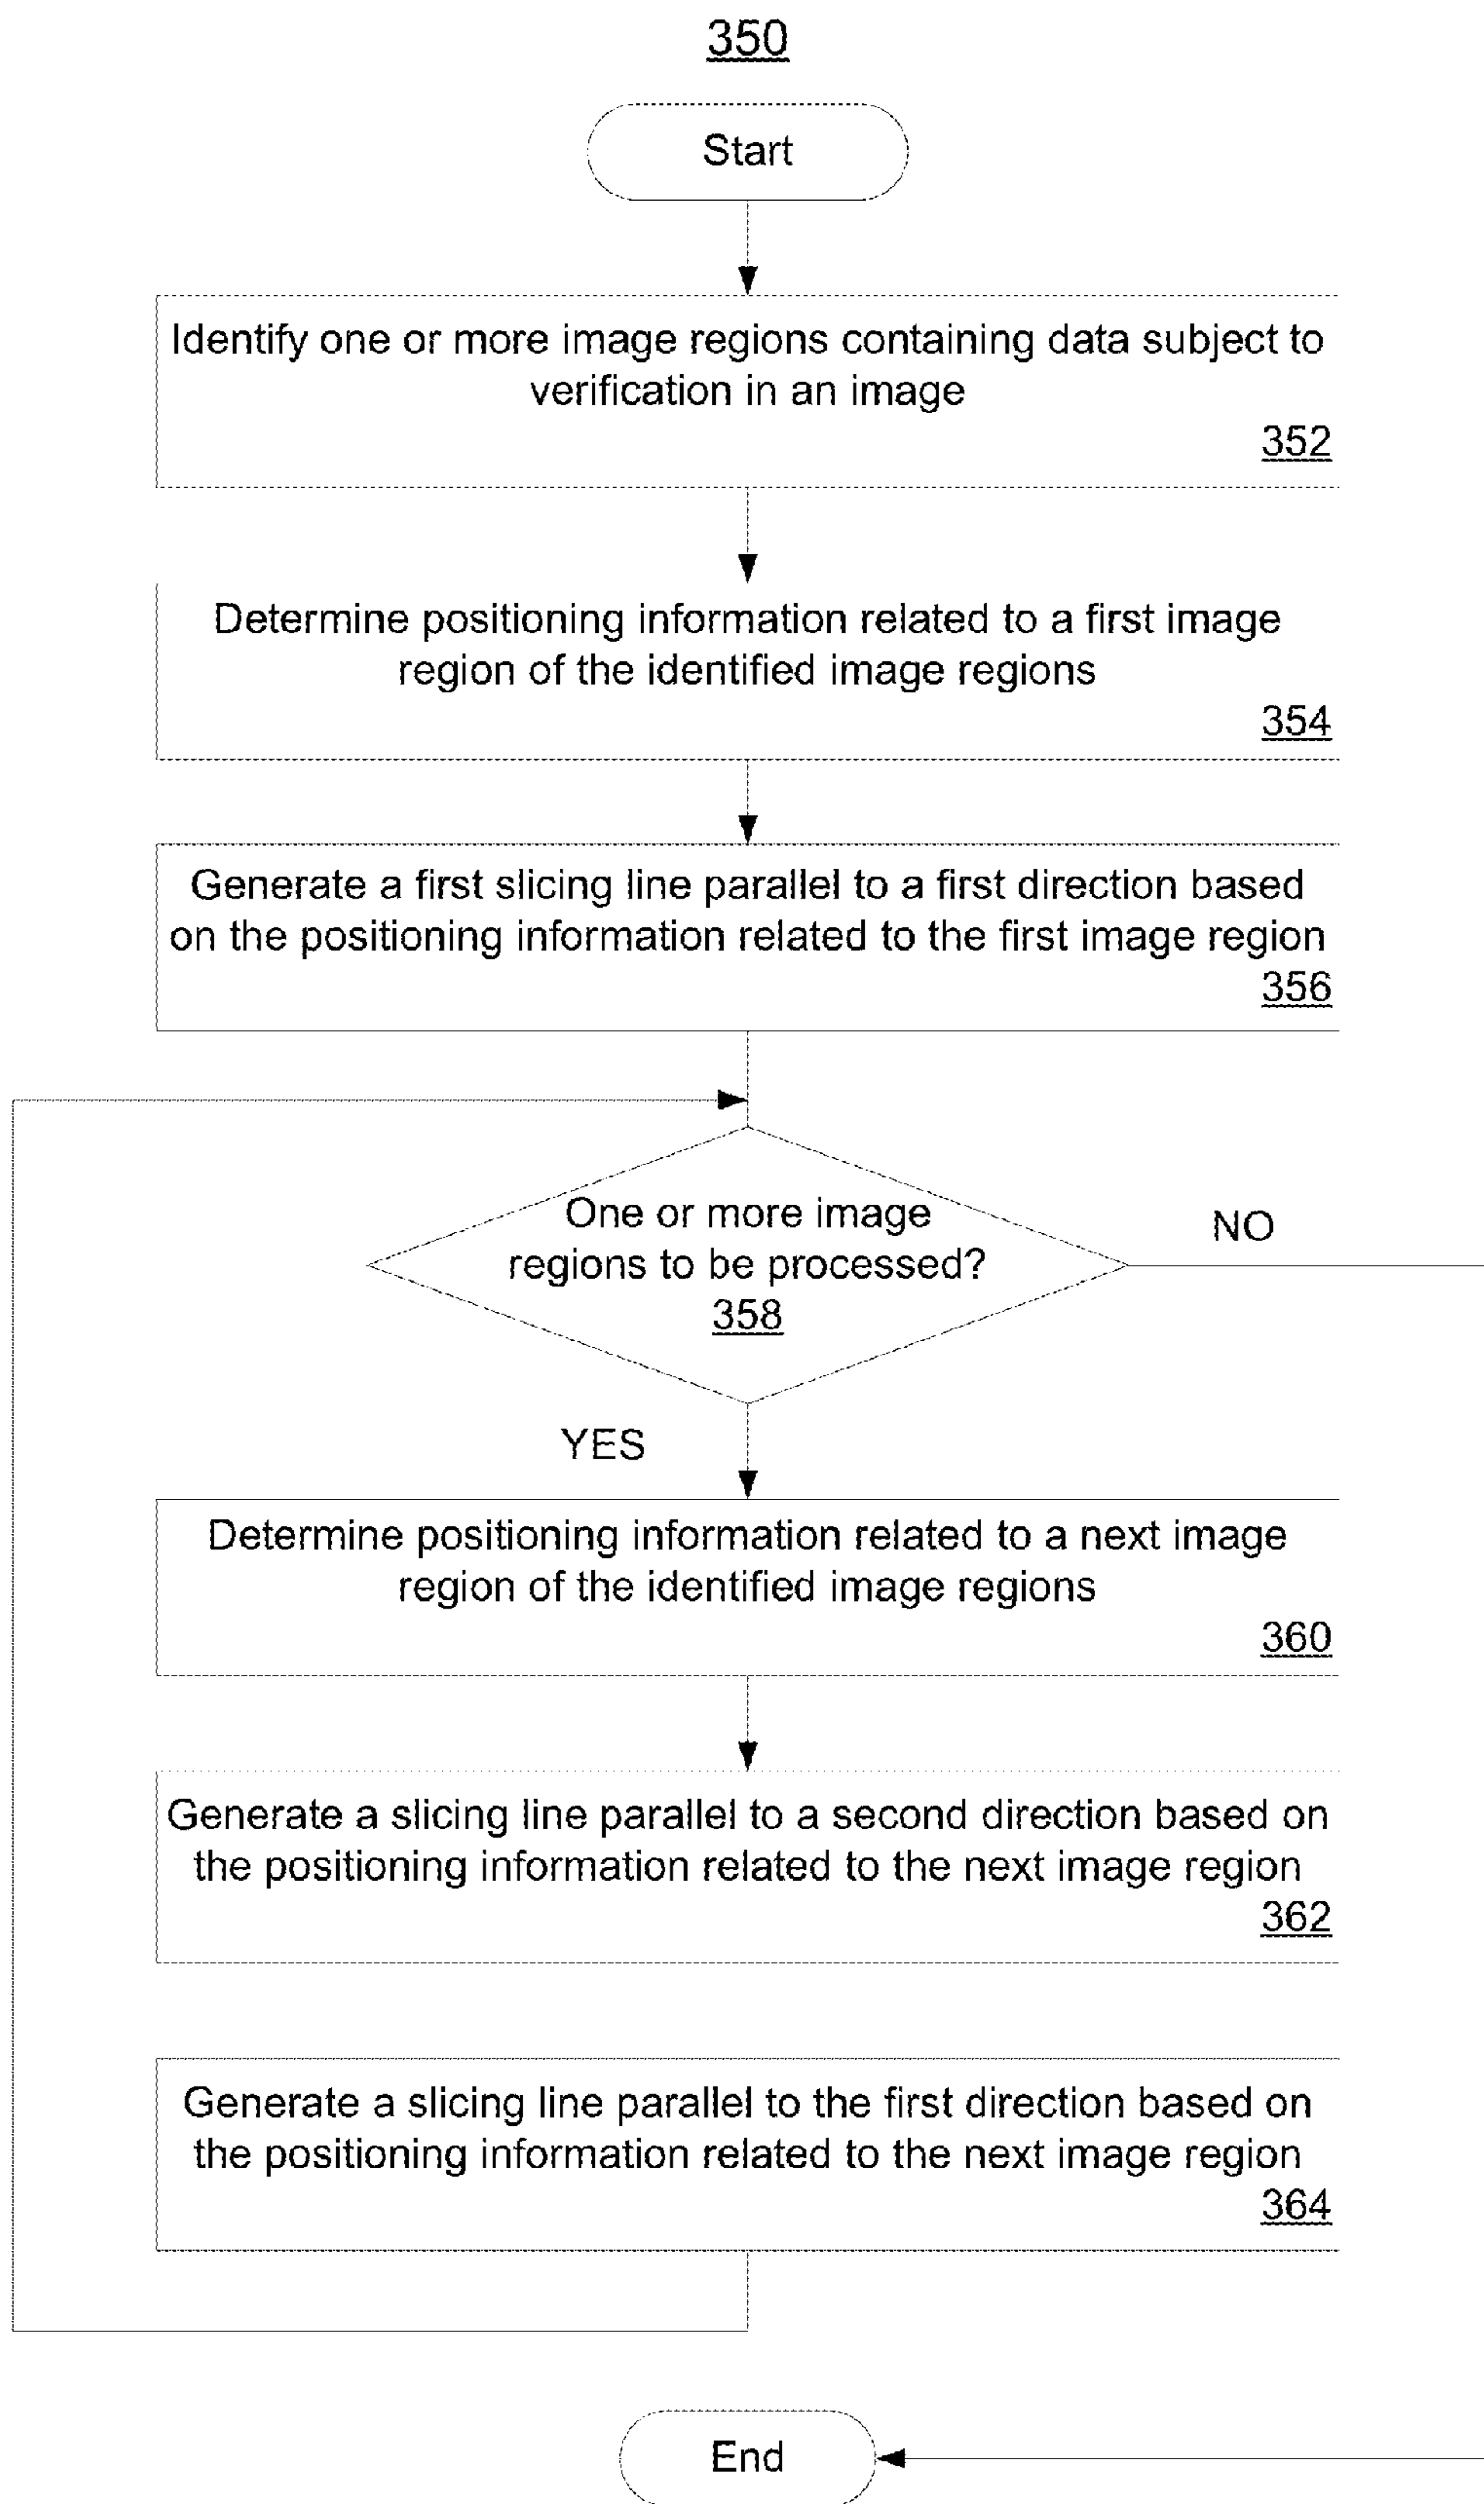 350
Start
Identify one or more image regions containing data subject to
verification in an image
352
Determine positioning information related to a first image
region of the identified image regions
354
Generate a first slicing line parallel to a first direction based
on the positioning information related to the first image region
356
One or more image
regions to be processed?
358
NO
YES
Determine positioning information related to a next image
region of the identified image regions
360
Generate a slicing line parallel to a second direction based on
the positioning information related to the next image region
362
Generate a slicing line parallel to the first direction based on
the positioning information related to the next image region
364
End